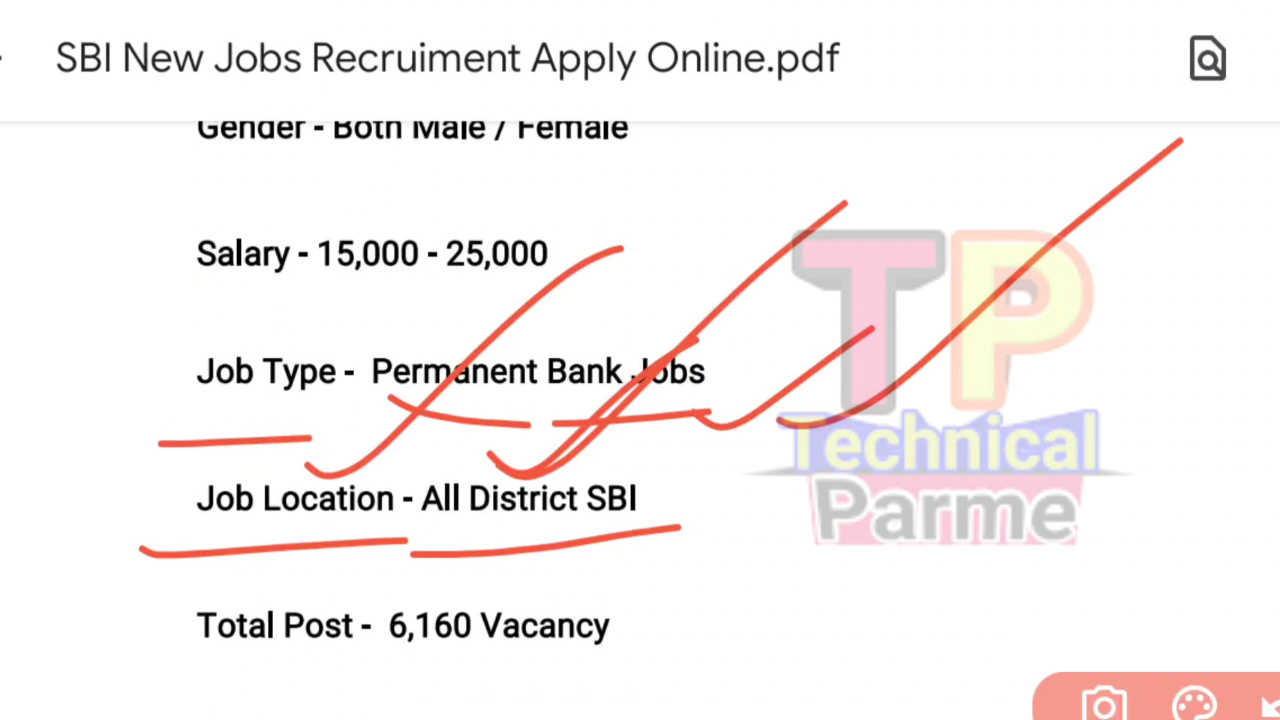 SBI New Jobs Recruiment Apply Online.pdf
Gender - Both Male / Female
Salary - 15,000 - 25,000
Job Type - Permanent Bank Jobs
Job Location - All District SBI
Total Post - 6,160 Vacancy
TP
Technical
Parme